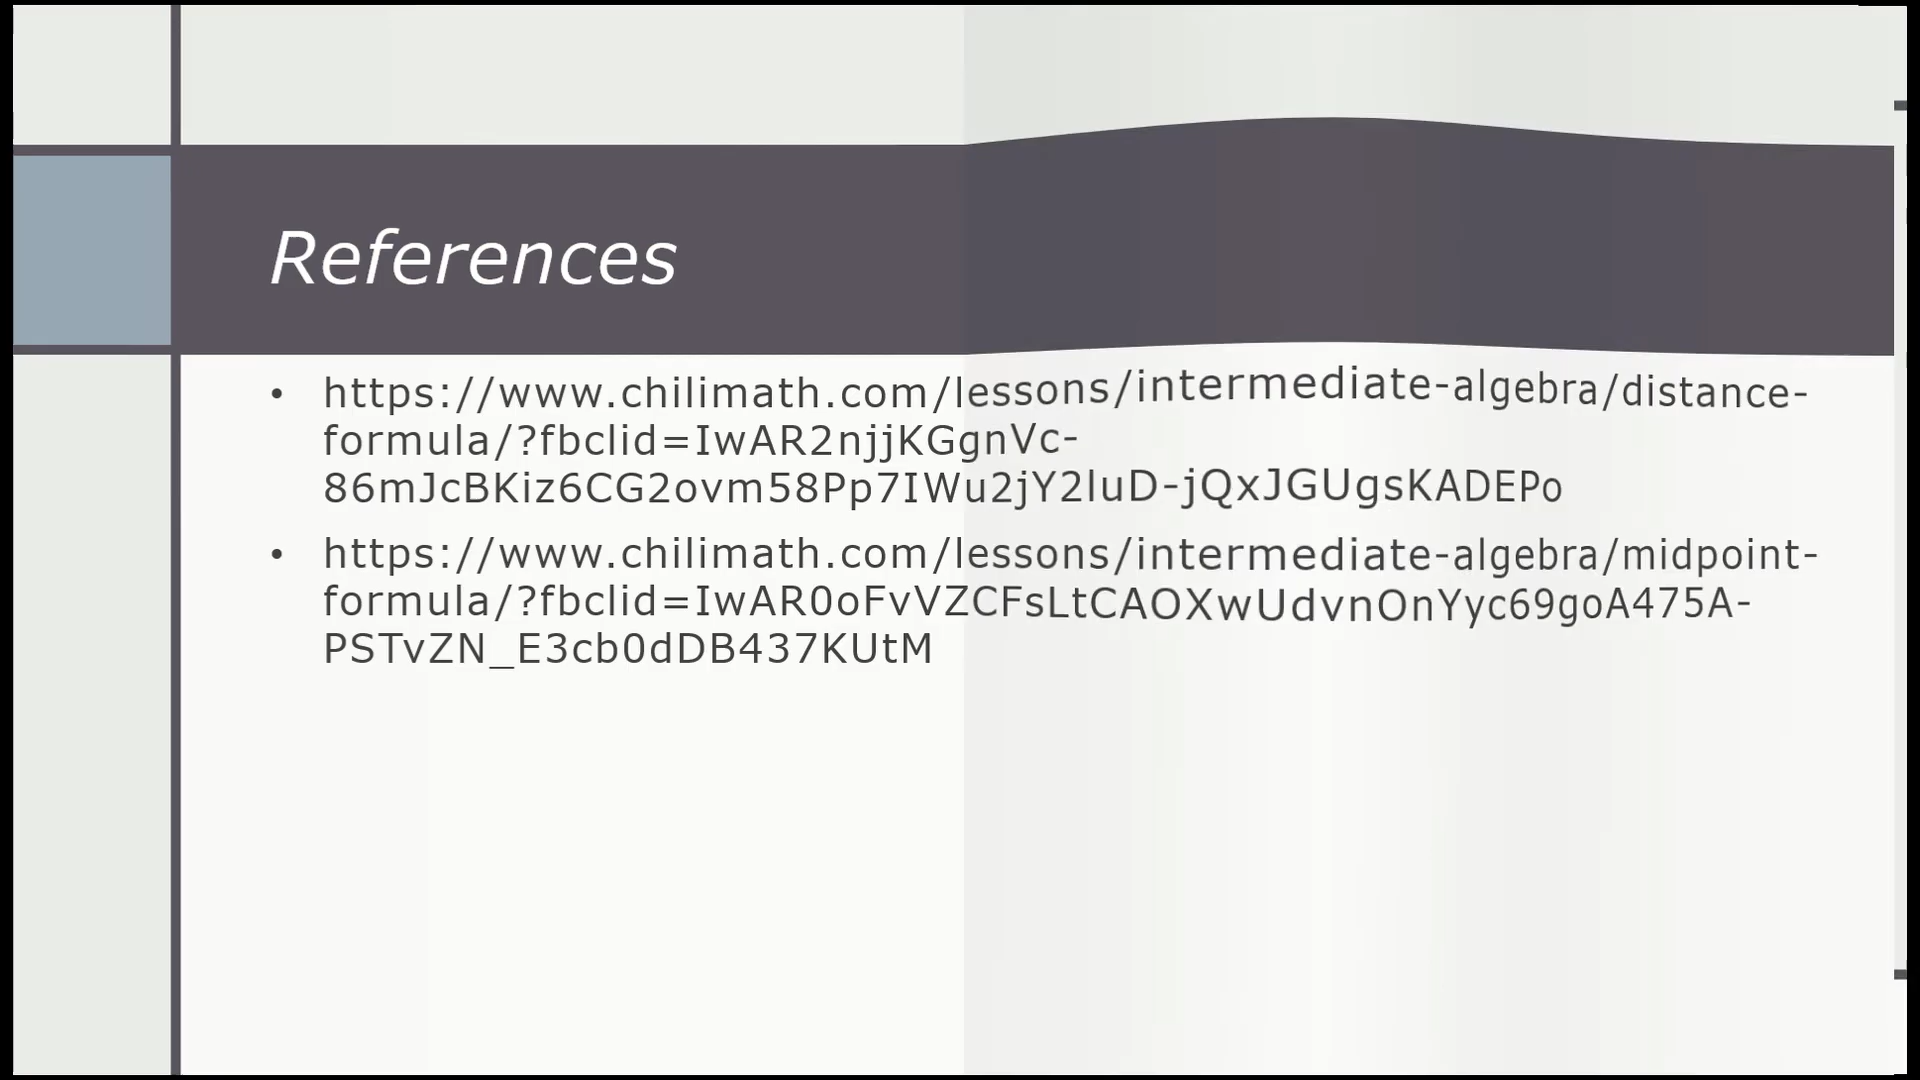 References
• https://www.chilimath.com/lessons/intermediate-algebra/distance-
formula/?fbclid=IwAR2njjKGgnVc-
86mJcBKiz6CG2ovm58Pp7IWu2jY2luD-jQxJGUgsKADEPo
• https://www.chilimath.com/lessons/intermediate-algebra/midpoint-
formula/?fbclid=IwAR0oFvVZCFsLtCAOXwUdvnOnYyc69goA475A-
PSTvZN_E3cb0dDB437KUtM